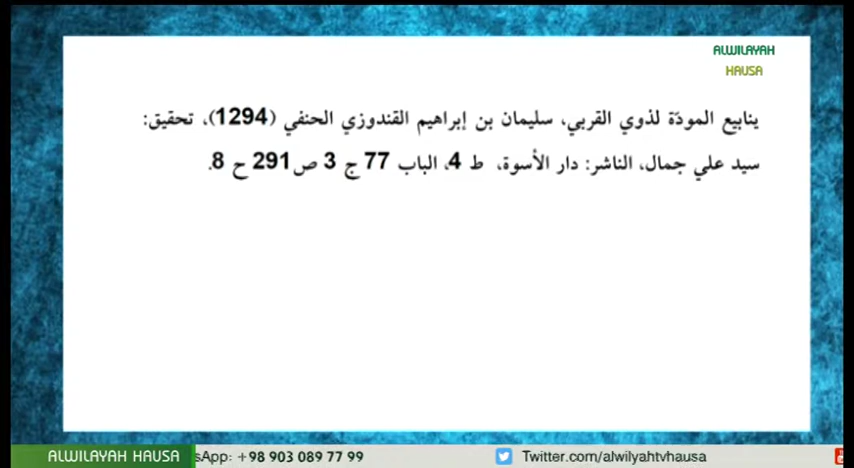 ALWILAYAH
HAUSA
ينابيع المودّة لذوي القربي، سليمان بن إبراهيم القندوزي الحنفي (1294)، تحقيق:
سيد علي جمال، الناشر: دار الأسوة، ط 4، الباب 77 ج 3 ص 291 ح 8.
ALWILAYAH HAUSA sApp: +98 903 089 77 99 Twitter.com/alwilyahtvhausa